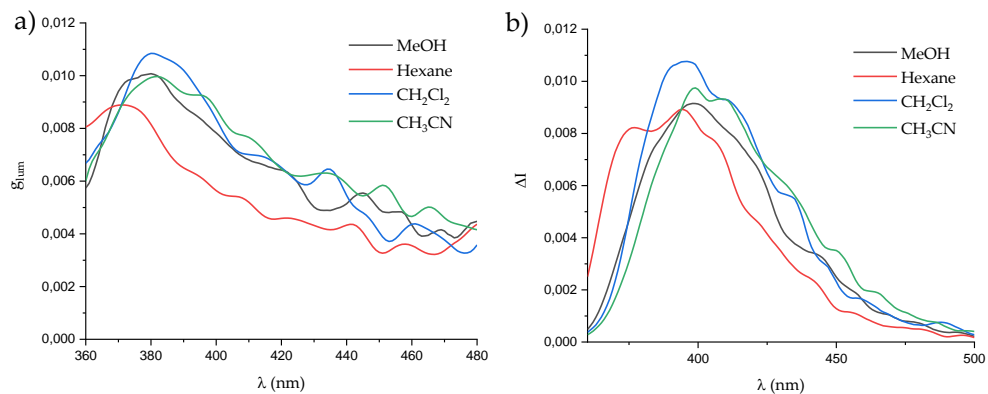 a)
0,012
0,010
0,008
0,006
0,004
0,002
0,000
g_lum
360
380
400
420
440
460
480
λ (nm)
MeOH
Hexane
CH₂Cl₂
CH₃CN
b)
0,012
0,010
0,008
0,006
0,004
0,002
0,000
ΔI
400
450
500
λ (nm)
MeOH
Hexane
CH₂Cl₂
CH₃CN